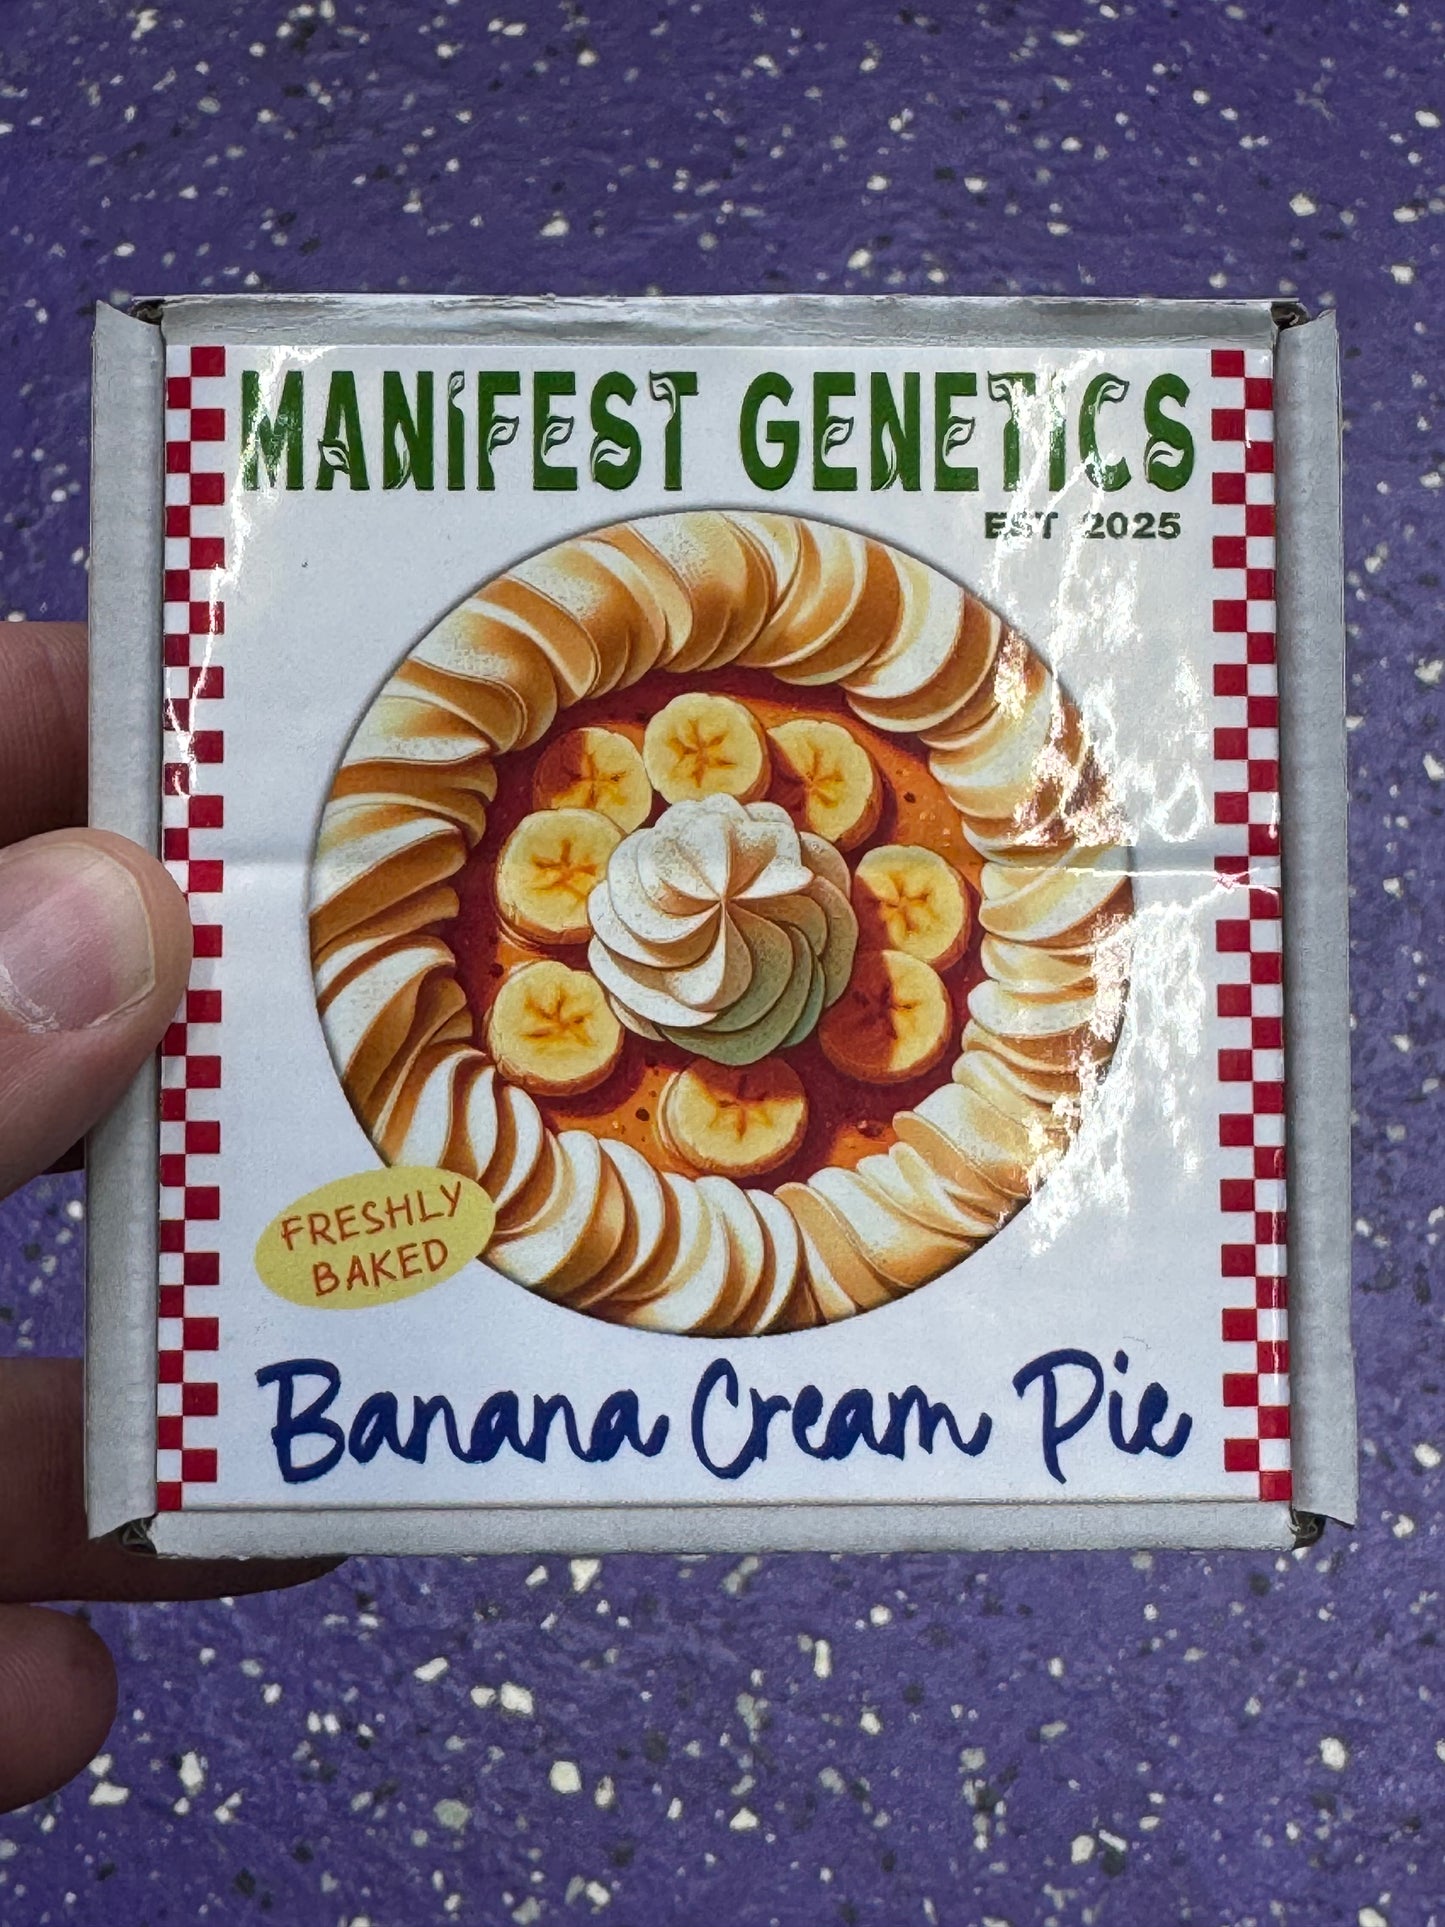 MANIFEST GENETICS
EST 2025
FRESHLY
BAKED
Banana Cream Pie